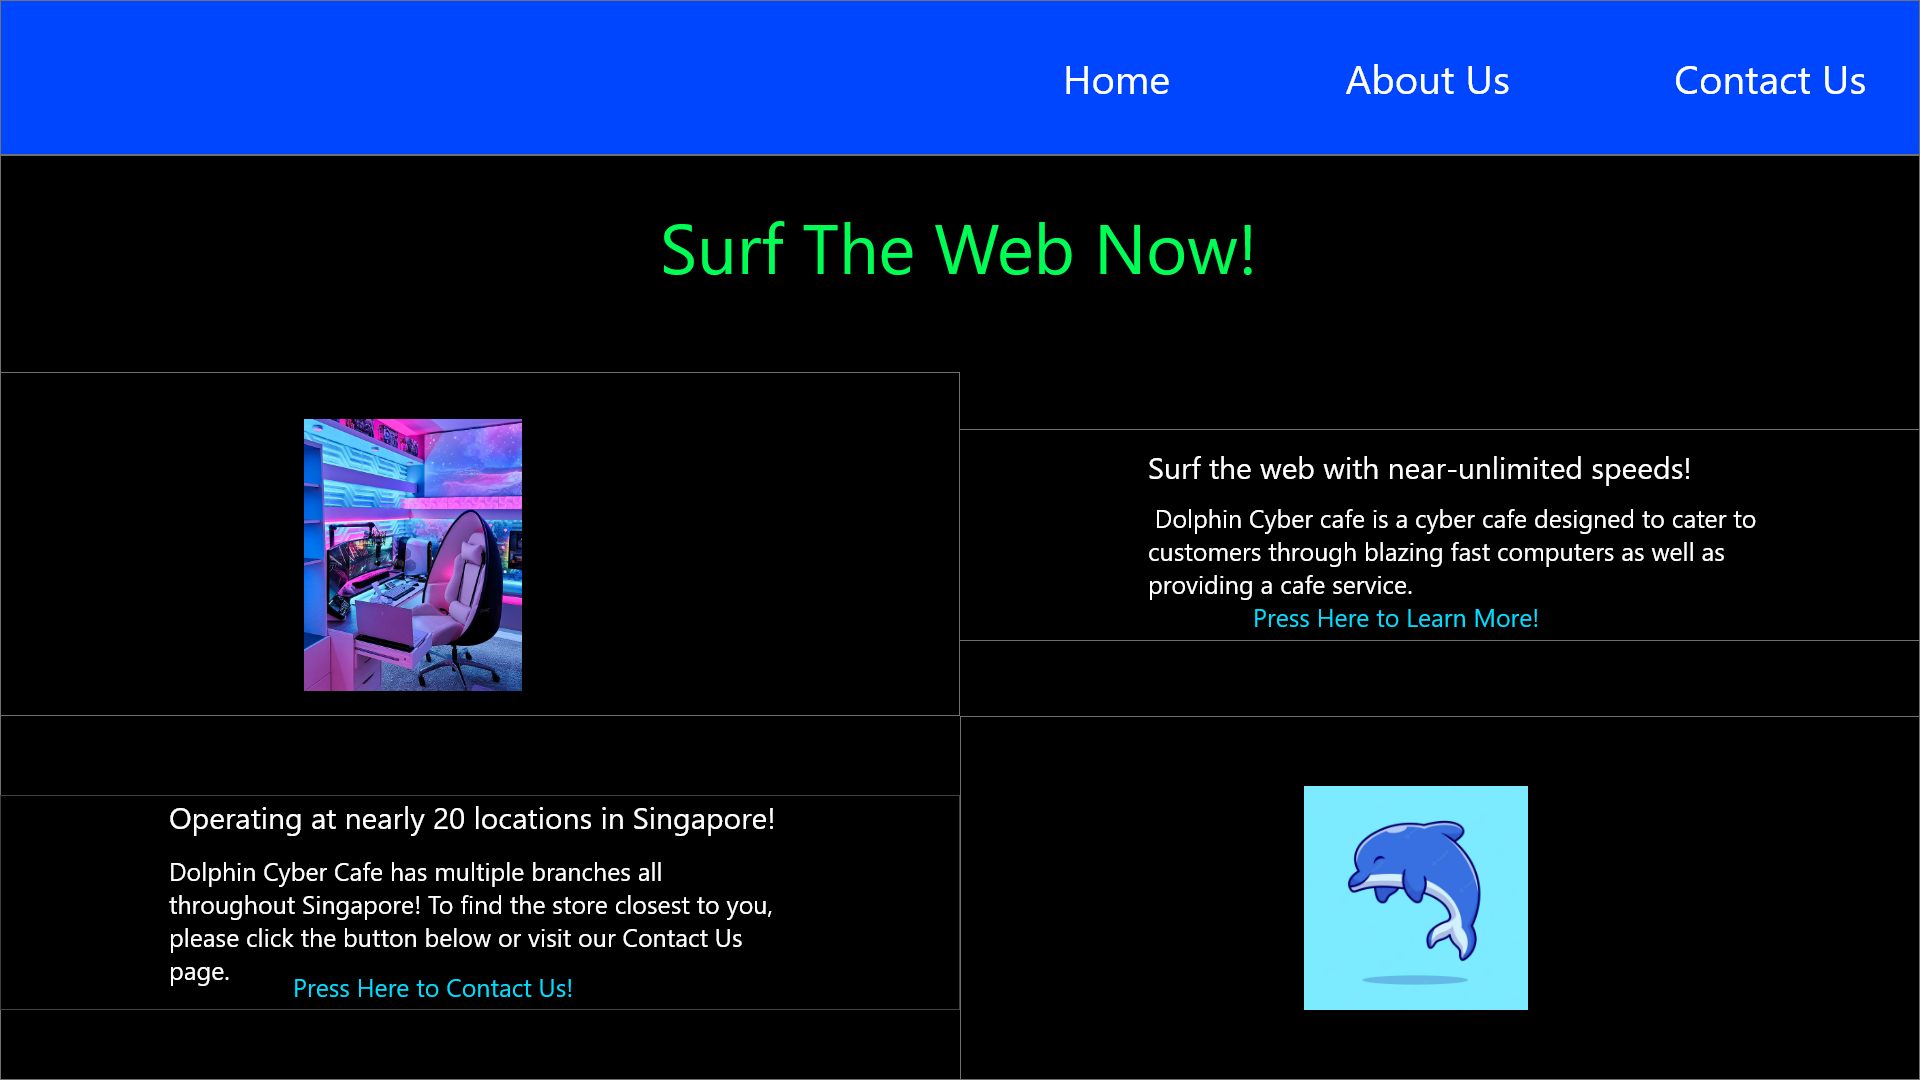 Home About Us Contact Us
Surf The Web Now!
Surf the web with near-unlimited speeds!
Dolphin Cyber cafe is a cyber cafe designed to cater to
customers through blazing fast computers as well as
providing a cafe service.
Press Here to Learn More!
Operating at nearly 20 locations in Singapore!
Dolphin Cyber Cafe has multiple branches all
throughout Singapore! To find the store closest to you,
please click the button below or visit our Contact Us
page.
Press Here to Contact Us!